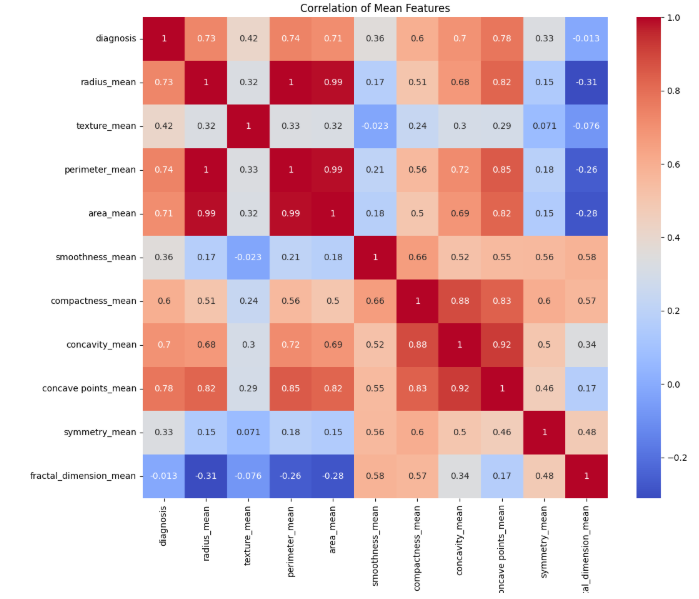 Correlation of Mean Features
diagnosis 1 0.73 0.42 0.74 0.71 0.36 0.6 0.7 0.78 0.33 -0.013
radius_mean 0.73 1 0.32 1 0.99 0.17 0.51 0.68 0.82 0.15 -0.31
texture_mean 0.42 0.32 1 0.33 0.32 -0.023 0.24 0.3 0.29 0.071 -0.076
perimeter_mean 0.74 1 0.33 1 0.99 0.21 0.56 0.72 0.85 0.18 -0.26
area_mean 0.71 0.99 0.32 0.99 1 0.18 0.5 0.69 0.82 0.15 -0.28
smoothness_mean 0.36 0.17 -0.023 0.21 0.18 1 0.66 0.52 0.55 0.56 0.58
compactness_mean 0.6 0.51 0.24 0.56 0.5 0.66 1 0.88 0.83 0.6 0.57
concavity_mean 0.7 0.68 0.3 0.72 0.69 0.52 0.88 1 0.92 0.5 0.34
concave points_mean 0.78 0.82 0.29 0.85 0.82 0.55 0.83 0.92 1 0.46 0.17
symmetry_mean 0.33 0.15 0.071 0.18 0.15 0.56 0.6 0.5 0.46 1 0.48
fractal_dimension_mean -0.013 -0.31 -0.076 -0.26 -0.28 0.58 0.57 0.34 0.17 0.48 1
diagnosis
radius_mean
texture_mean
perimeter_mean
area_mean
smoothness_mean
compactness_mean
concavity_mean
oncave points_mean
symmetry_mean
tal_dimension_mean
1.0
0.8
0.6
0.4
0.2
0.0
−0.2